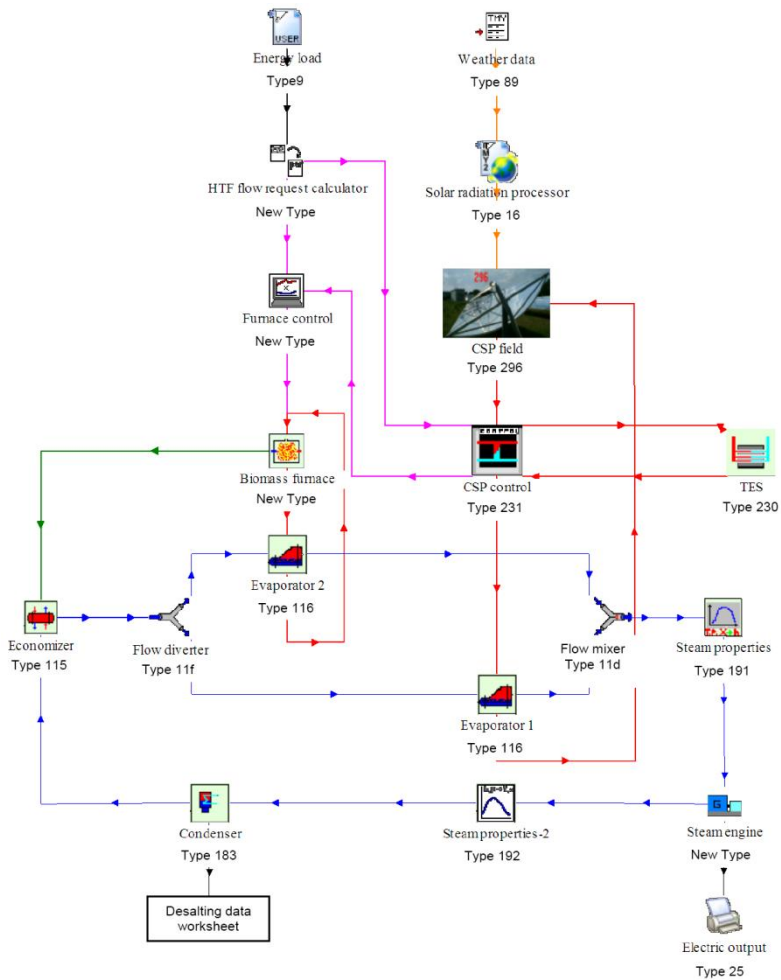 USER
Energy load
Type9
TMY
Weather data
Type 89
HTF flow request calculator
New Type
TMY2
Solar radiation processor
Type 16
Furnace control
New Type
296
CSP field
Type 296
Biomass furnace
New Type
CSP control
Type 231
TES
Type 230
Evaporator 2
Type 116
Economizer
Type 115
Flow diverter
Type 11f
Flow mixer
Type 11d
Steam properties
Type 191
Evaporator 1
Type 116
Condenser
Type 183
Steam properties-2
Type 192
G
Steam engine
New Type
Desalting data
worksheet
Electric output
Type 25